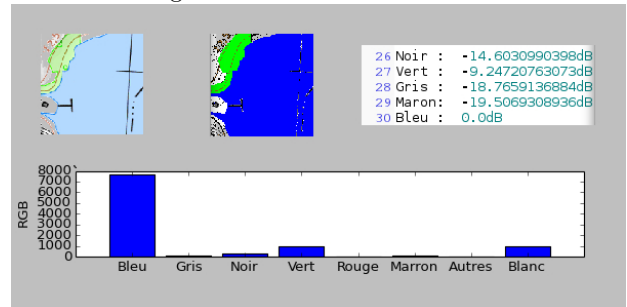 26 Noir : -14.6030990398dB
27 Vert : -9.24720763073dB
28 Gris : -18.7659136884dB
29 Maron: -19.5069308936dB
30 Bleu : 0.0dB
8000
7000
6000
5000
4000
3000
2000
1000
0
RGB
Bleu Gris Noir Vert Rouge Marron Autres Blanc